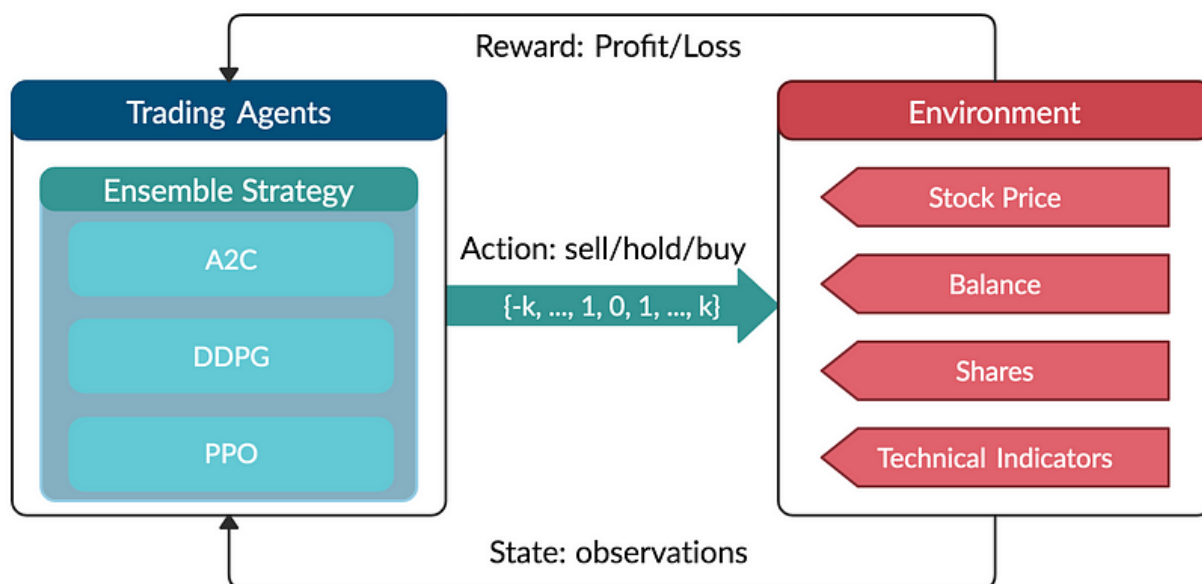 Reward: Profit/Loss
Trading Agents
Ensemble Strategy
A2C
DDPG
PPO
Action: sell/hold/buy
{-k, ..., 1, 0, 1, ..., k}
Environment
Stock Price
Balance
Shares
Technical Indicators
State: observations